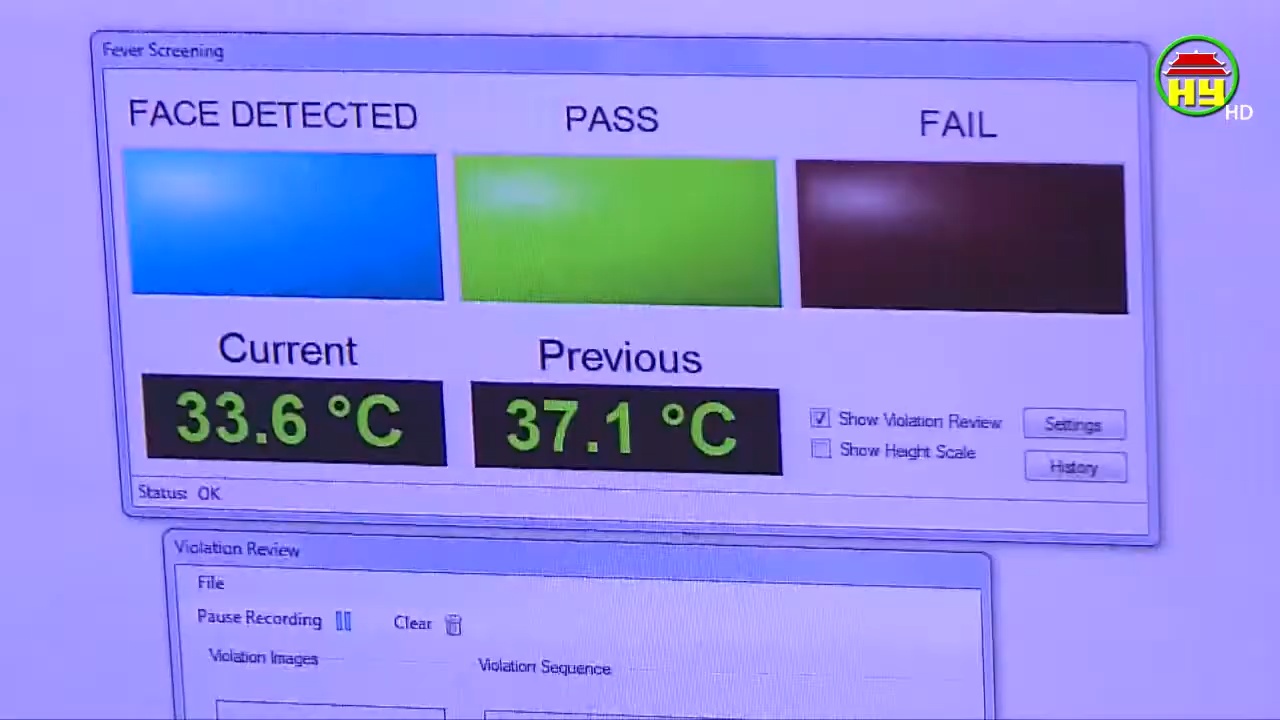 Fever Screening
HY
HD
FACE DETECTED
PASS
FAIL
Current
Previous
33.6 °C
37.1 °C
Show Violation Review
Settings
Show Height Scale
History
Status: OK
Violation Review
File
Pause Recording
Clear
Violation Images
Violation Sequence